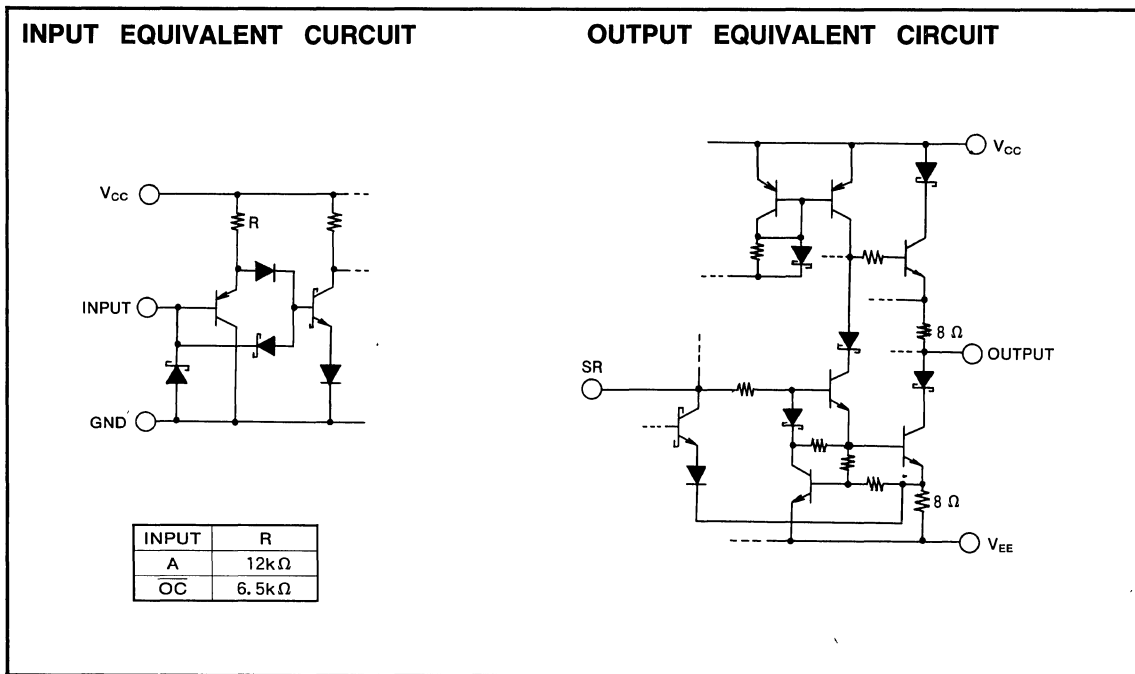 INPUT EQUIVALENT CURCUIT
VCC
R
INPUT
GND
INPUT R
A 12kΩ
OC 6.5kΩ
OUTPUT EQUIVALENT CIRCUIT
VCC
8 Ω
OUTPUT
SR
8 Ω
VEE